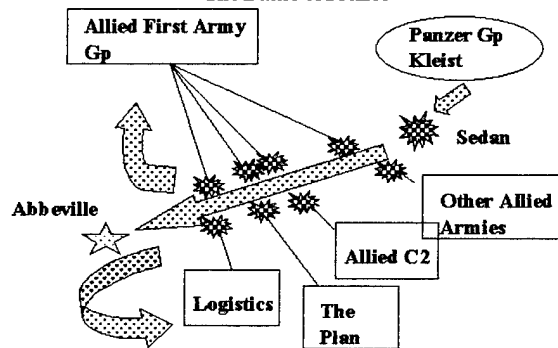 Allied First Army
Gp
Panzer Gp
Kleist
Sedan
Abbeville
Other Allied
Armies
Allied C2
Logistics
The
Plan